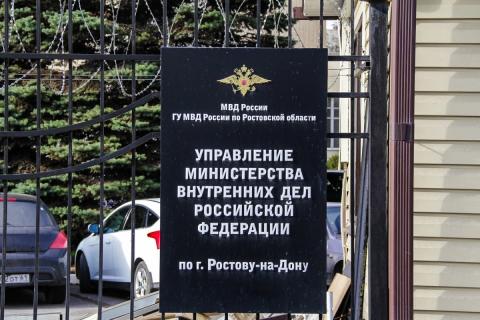 МВД России
ГУ МВД России по Ростовской области
УПРАВЛЕНИЕ
МИНИСТЕРСТВА
ВНУТРЕННИХ ДЕЛ
РОССИЙСКОЙ
ФЕДЕРАЦИИ
по г. Ростову-на-Дону